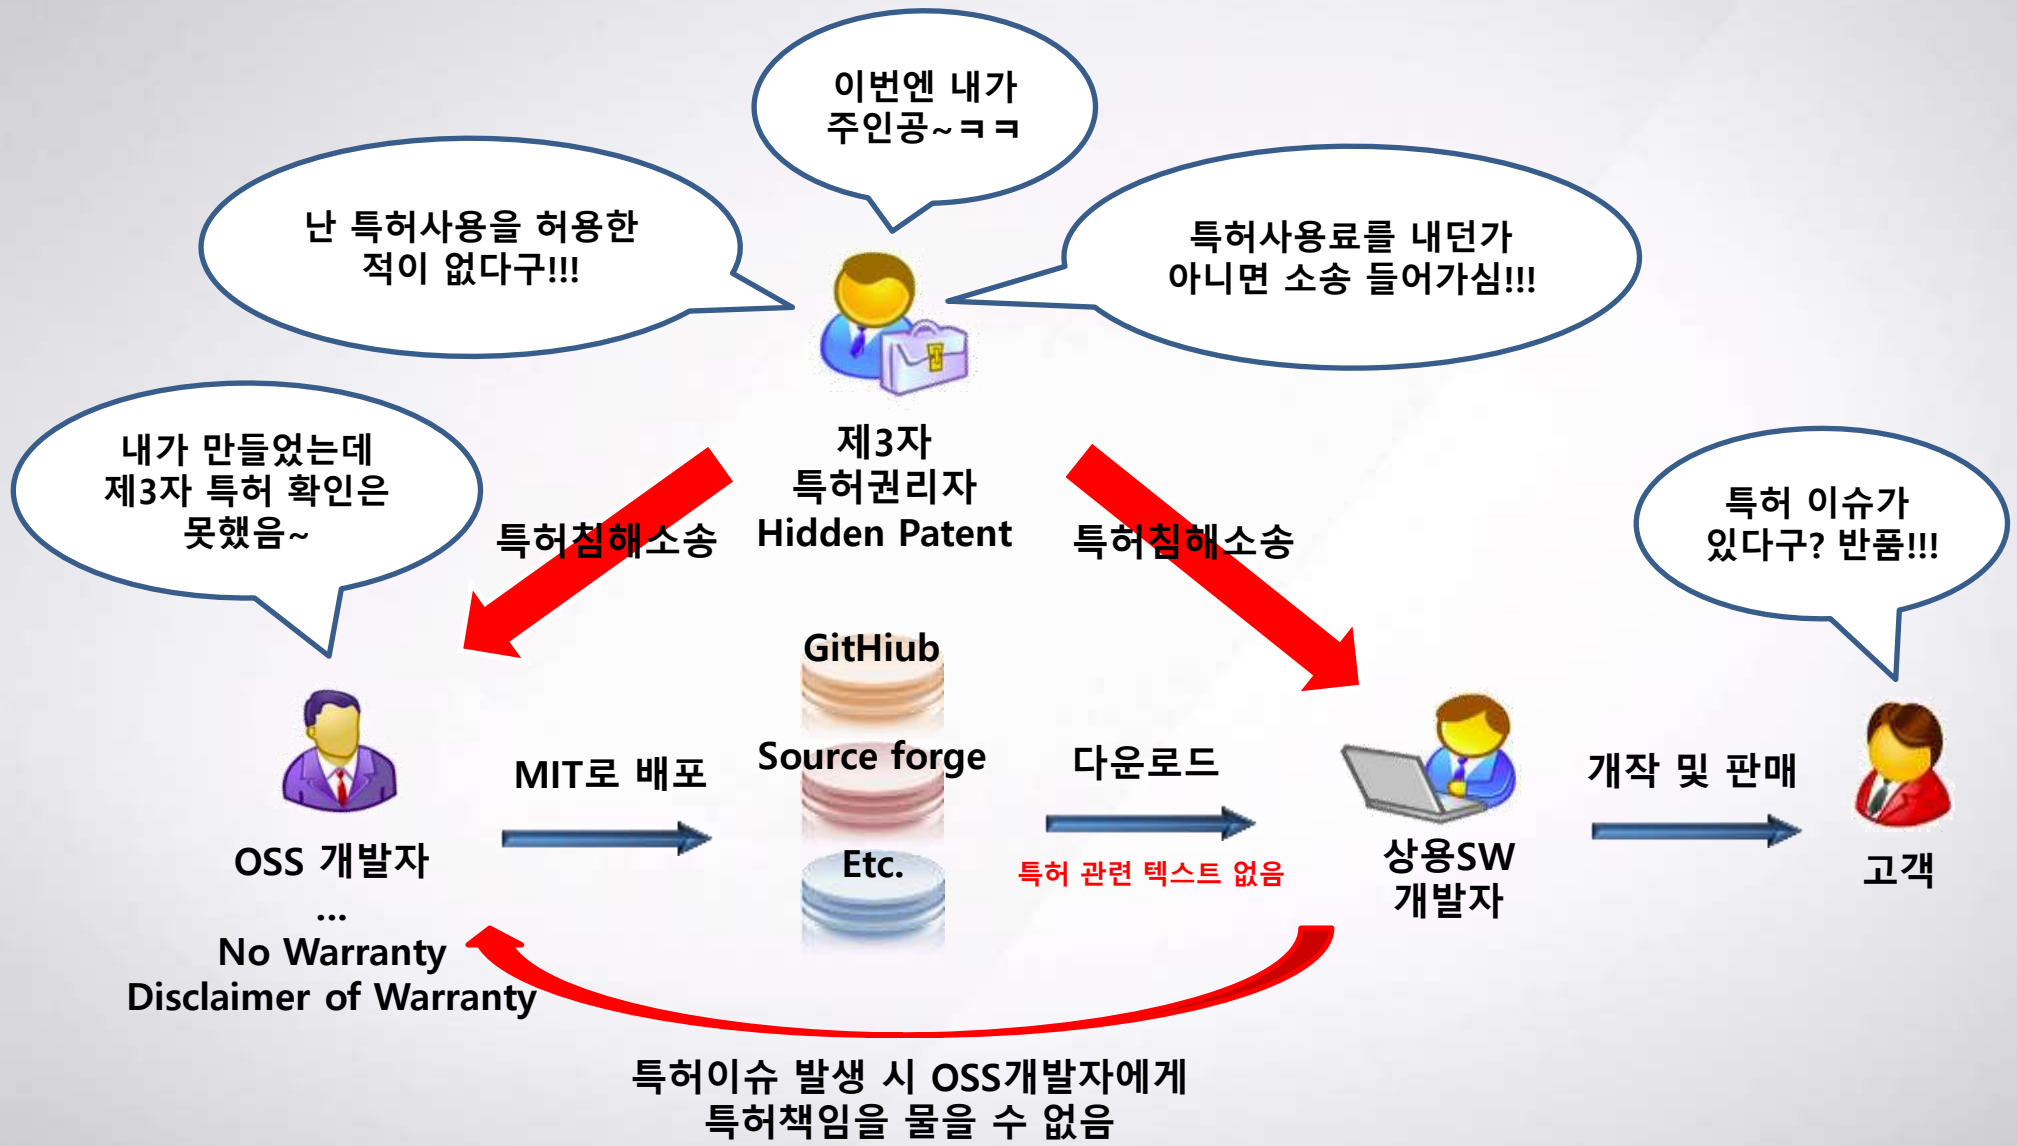 이번엔 내가
주인공~ㅋㅋ
난 특허사용을 허용한
적이 없다구!!!
특허사용료를 내던가
아니면 소송 들어가심!!!
내가 만들었는데
제3자 특허 확인은
못했음~
제3자
특허권리자
Hidden Patent
특허침해소송
특허침해소송
특허 이슈가
있다구? 반품!!!
GitHiub
Source forge
Etc.
MIT로 배포
다운로드
특허 관련 텍스트 없음
개작 및 판매
OSS 개발자
...
No Warranty
Disclaimer of Warranty
상용SW
개발자
고객
특허이슈 발생 시 OSS개발자에게
특허책임을 물을 수 없음